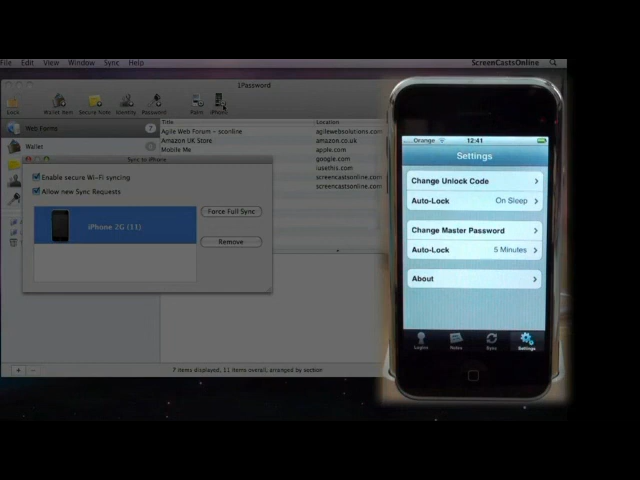 File Edit View Window Sync Help ScreenCastsOnline
1Password
Lock Wallet Item Secure Note Identity Password Palm iPhone
Title Location
Web Forms 7
Agile Web Forum - sconline agilewebsolutions.com
Amazon UK Store amazon.co.uk
Wallet
Mobile Me apple.com
google.com
lusethis.com
screencastsonline.com
screencastsonline.com
Sync to iPhone
Enable secure Wi-Fi syncing
Allow new Sync Requests
iPhone 2G (11)
Force Full Sync
Remove
7 items displayed, 11 items overall, arranged by section
Orange 12:41
Settings
Change Unlock Code
Auto-Lock On Sleep
Change Master Password
Auto-Lock 5 Minutes
About
Logins Notes Sync Settings